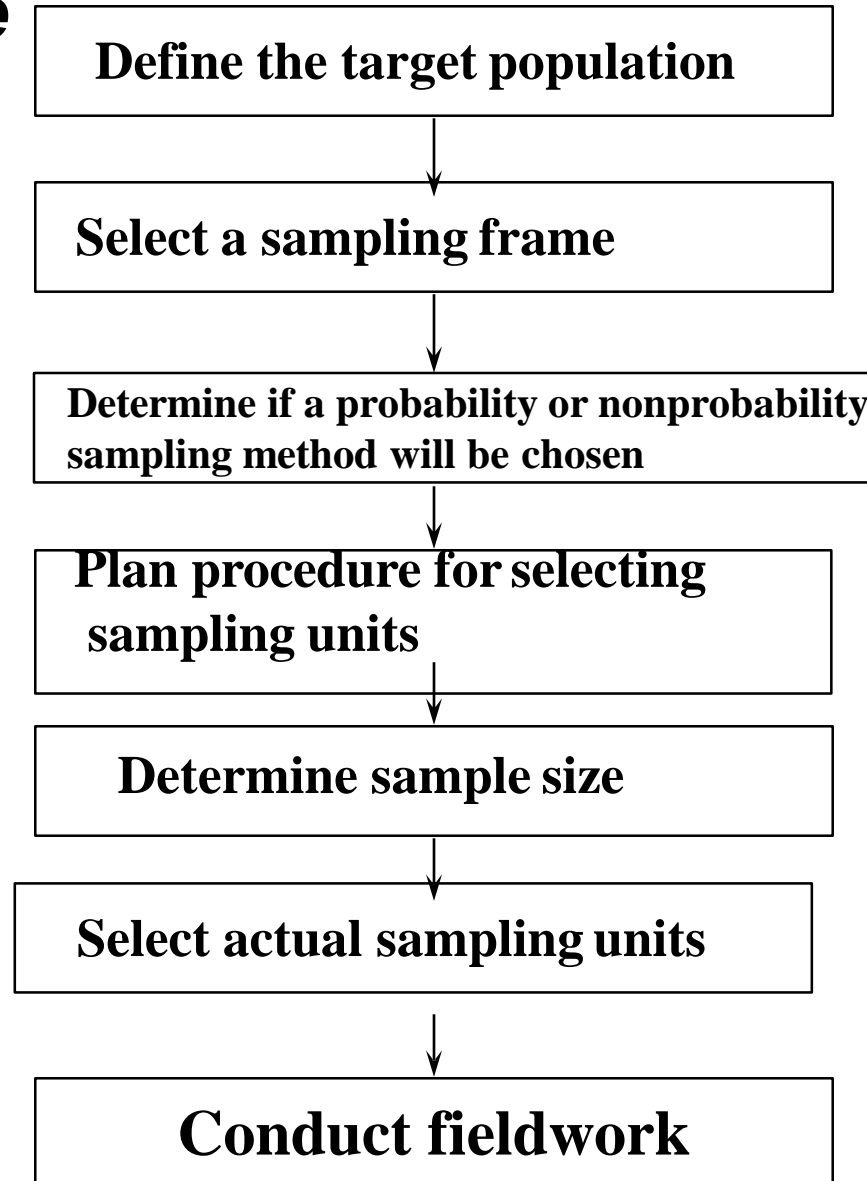 e
Define the target population
Select a sampling frame
Determine if a probability or nonprobability
sampling method will be chosen
Plan procedure for selecting
sampling units
Determine sample size
Select actual sampling units
Conduct fieldwork